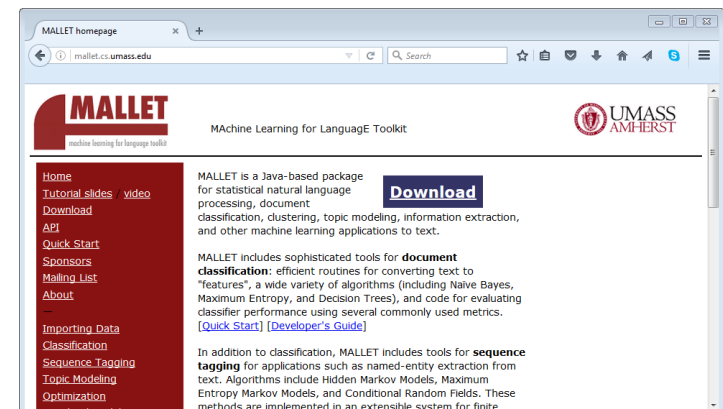 MALLET homepage
mallet.cs.umass.edu
Search
MALLET
machine learning for language toolkit
MAchine Learning for LanguagE Toolkit
UMASS
AMHERST
Home
Tutorial slides / video
Download
API
Quick Start
Sponsors
Mailing List
About
—
Importing Data
Classification
Sequence Tagging
Topic Modeling
Optimization
MALLET is a Java-based package
for statistical natural language
processing, document
classification, clustering, topic modeling, information extraction,
and other machine learning applications to text.
Download
MALLET includes sophisticated tools for document
classification: efficient routines for converting text to
"features", a wide variety of algorithms (including Naïve Bayes,
Maximum Entropy, and Decision Trees), and code for evaluating
classifier performance using several commonly used metrics.
[Quick Start] [Developer's Guide]
In addition to classification, MALLET includes tools for sequence
tagging for applications such as named-entity extraction from
text. Algorithms include Hidden Markov Models, Maximum
Entropy Markov Models, and Conditional Random Fields. These
methods are implemented in an extensible system for finite